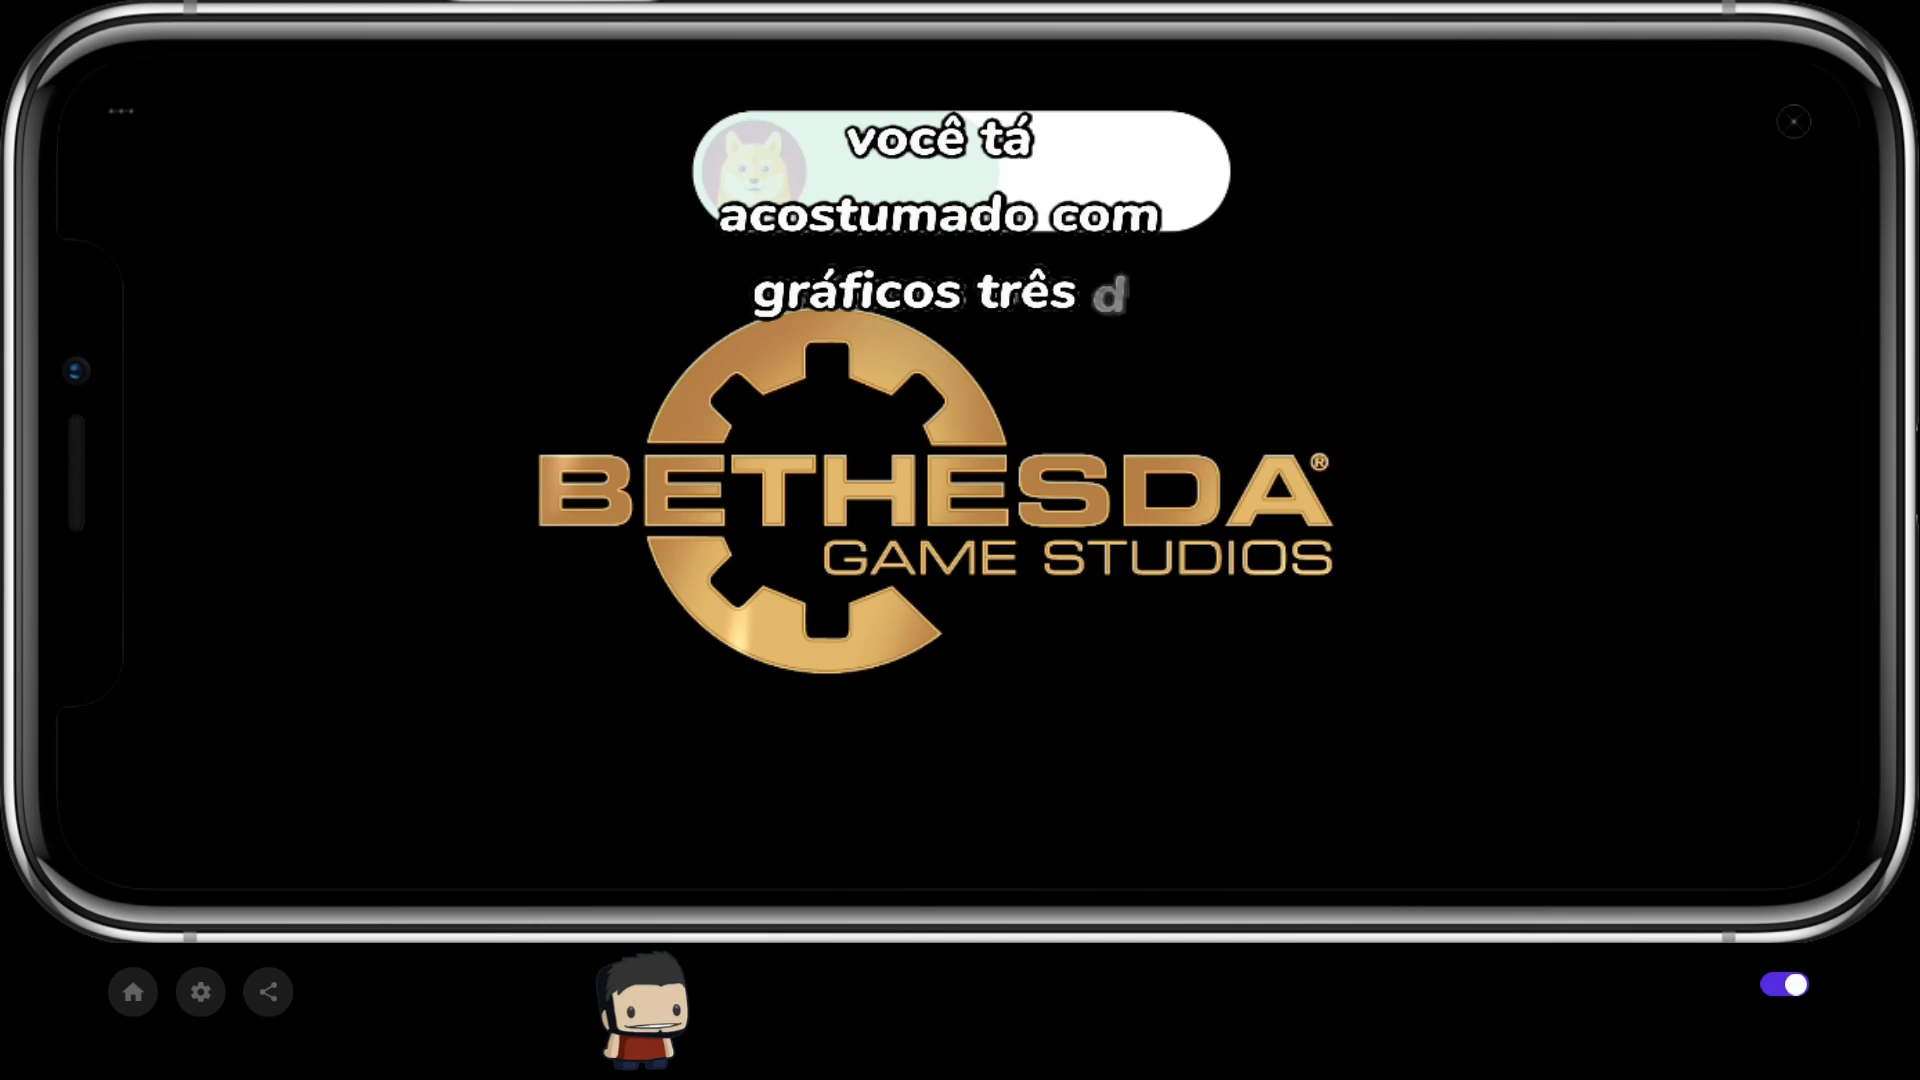 você tá
acostumado com
gráficos três d
BETHESDA®
GAME STUDIOS